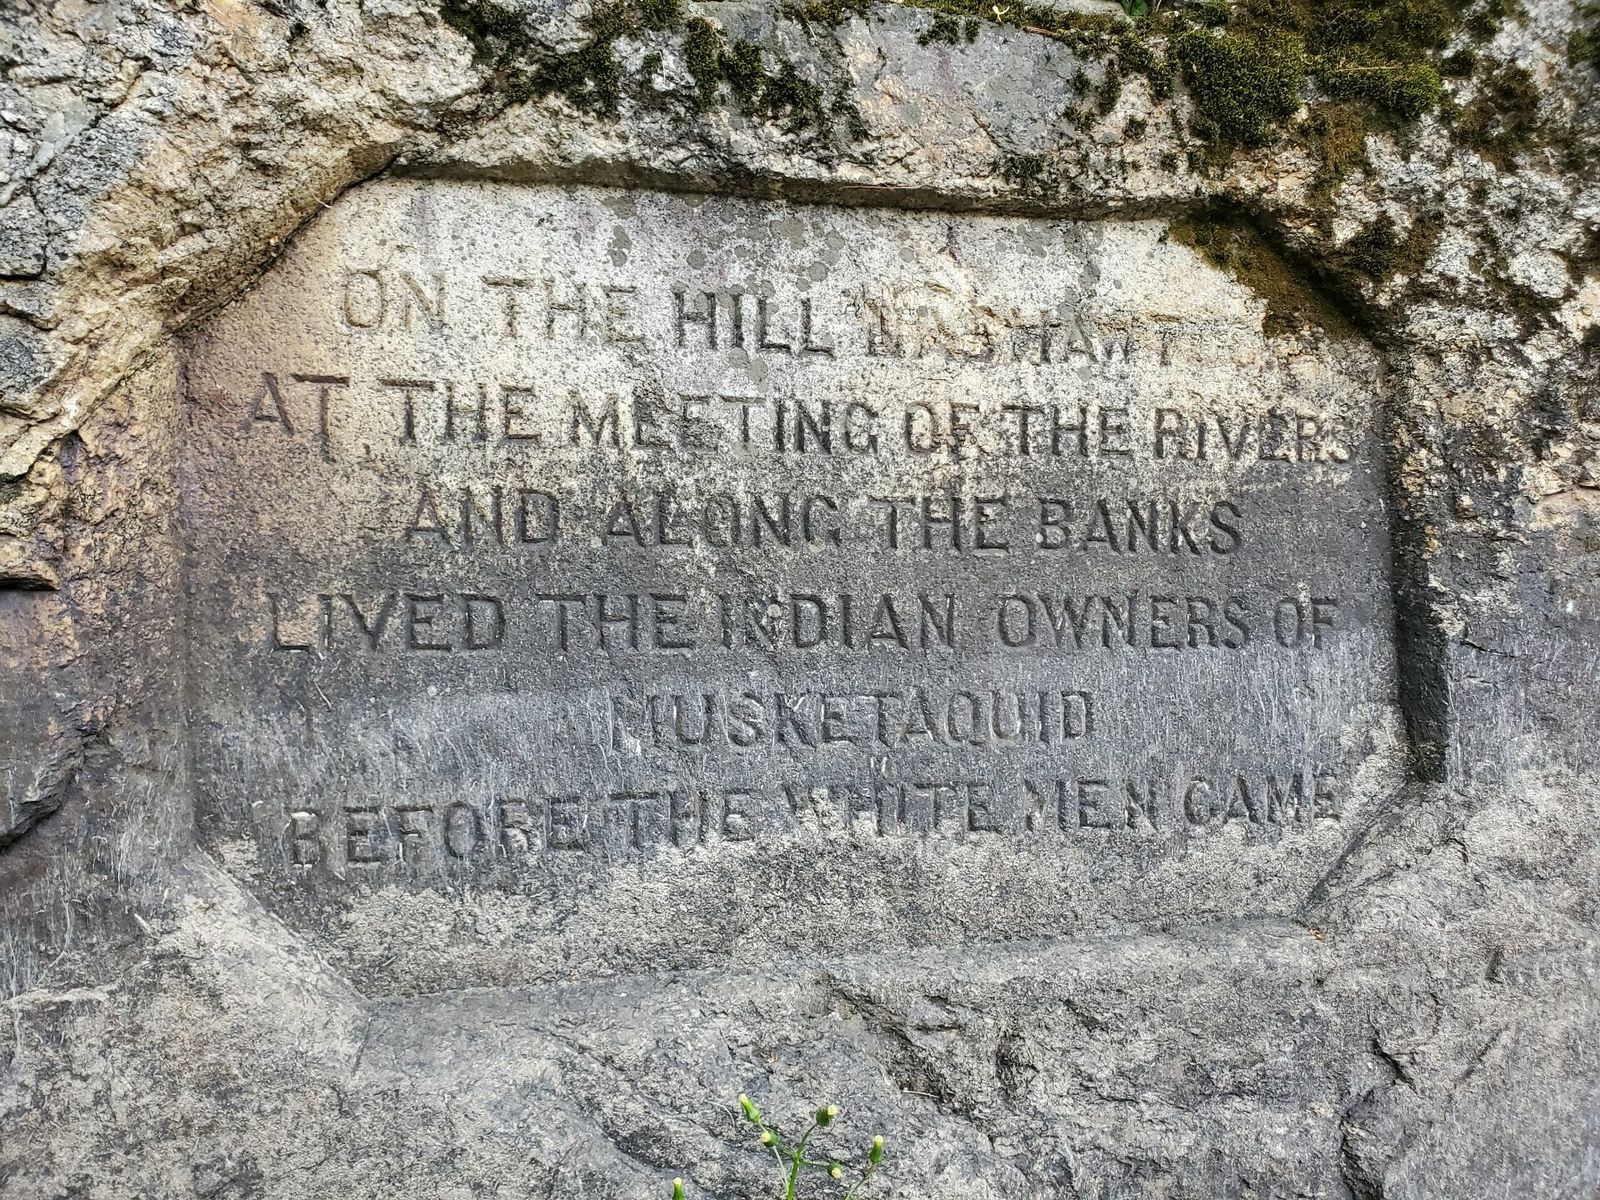 ON THE HILL NASHAWTUC
AT THE MEETING OF THE RIVERS
AND ALONG THE BANKS
LIVED THE INDIAN OWNERS OF
MUSKETAQUID
BEFORE THE WHITE MEN CAME